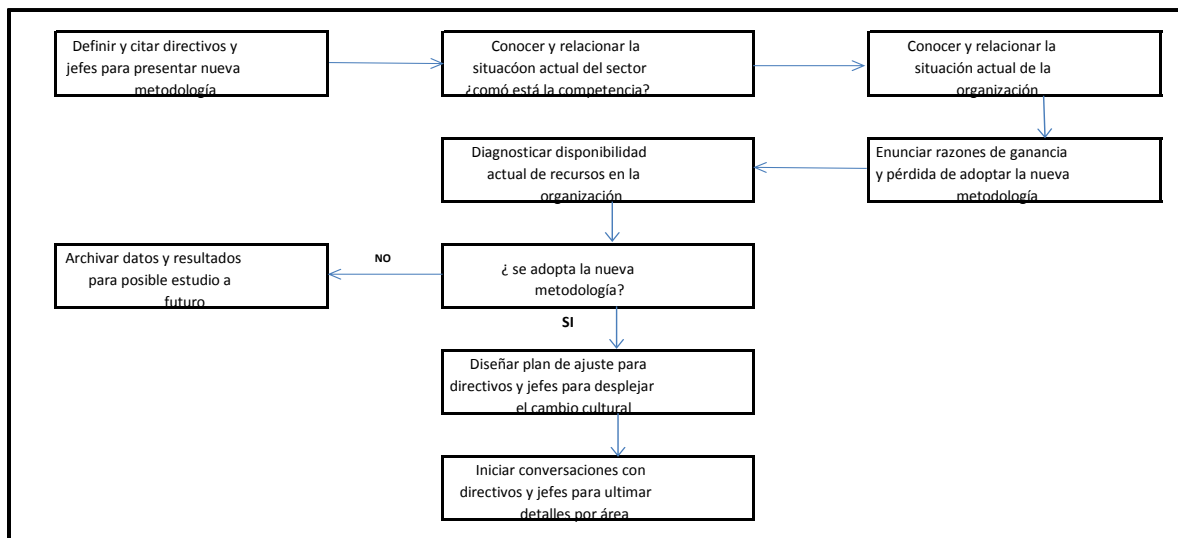 Definir y citar directivos y
jefes para presentar nueva
metodología
Conocer y relacionar la
situacóon actual del sector
¿comó está la competencia?
Conocer y relacionar la
situación actual de la
organización
Enunciar razones de ganancia
y pérdida de adoptar la nueva
metodología
Diagnosticar disponibilidad
actual de recursos en la
organización
¿ se adopta la nueva
metodología?
NO
Archivar datos y resultados
para posible estudio a
futuro
SI
Diseñar plan de ajuste para
directivos y jefes para desplejar
el cambio cultural
Iniciar conversaciones con
directivos y jefes para ultimar
detalles por área